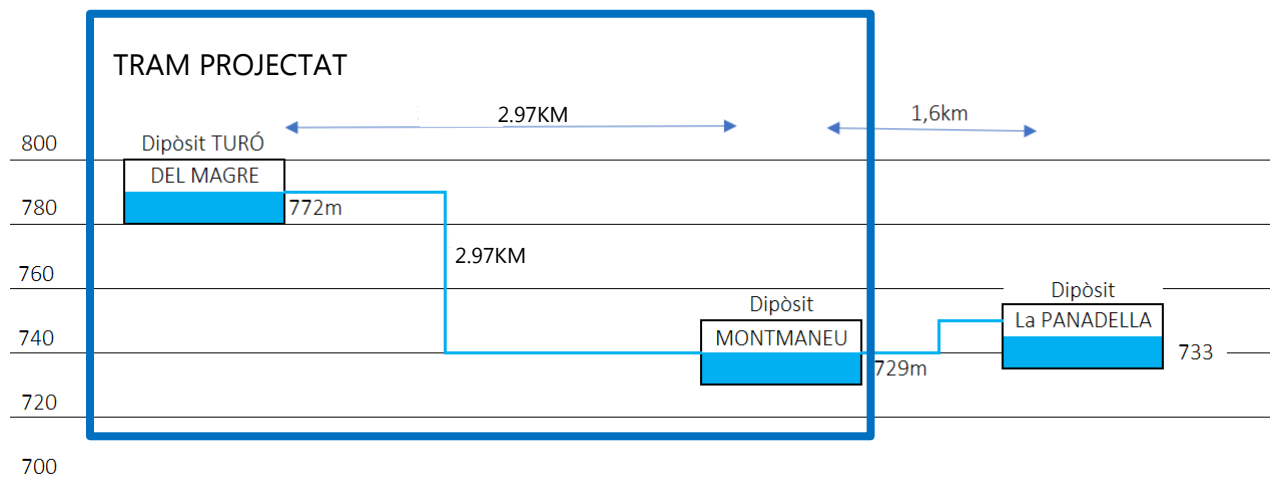 TRAM PROJECTAT
2.97KM
1,6km
800
Dipòsit TURÓ
DEL MAGRE
780
772m
2.97KM
760
Dipòsit
MONTMANEU
Dipòsit
La PANADELLA
740
729m
733
720
700